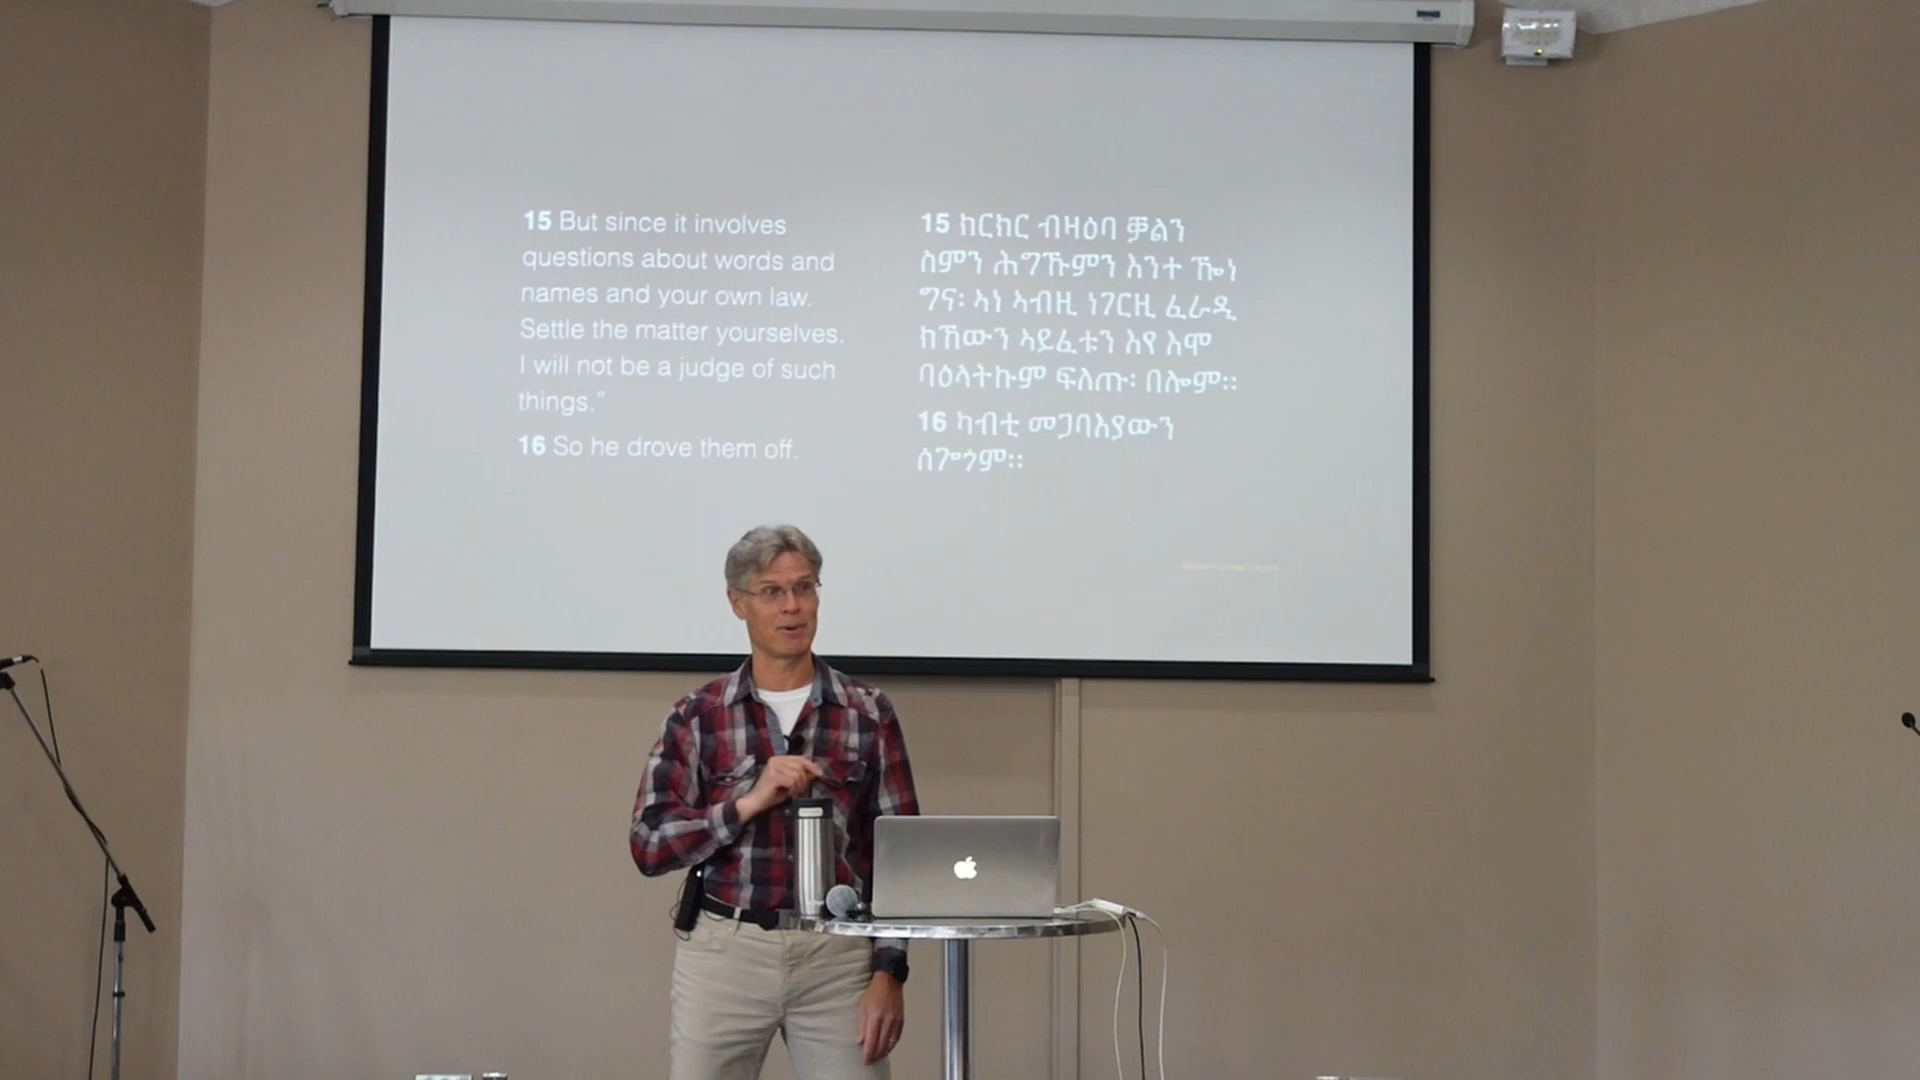 15 But since it involves
questions about words and
names and your own law.
Settle the matter yourselves.
I will not be a judge of such
things.”
16 So he drove them off.
15 ክርክር ብዛዕባ ቓልን
ስምን ሕግኹምን እንተ ዀነ
ግና፡ ኣነ ኣብዚ ነገርዚ ፈራዲ
ክኸውን ኣይፈቱን እየ እሞ
ባዕላትኩም ፍለጡ፡ በሎም።
16 ካብቲ መጋባእያውን
ሰጐጎም።